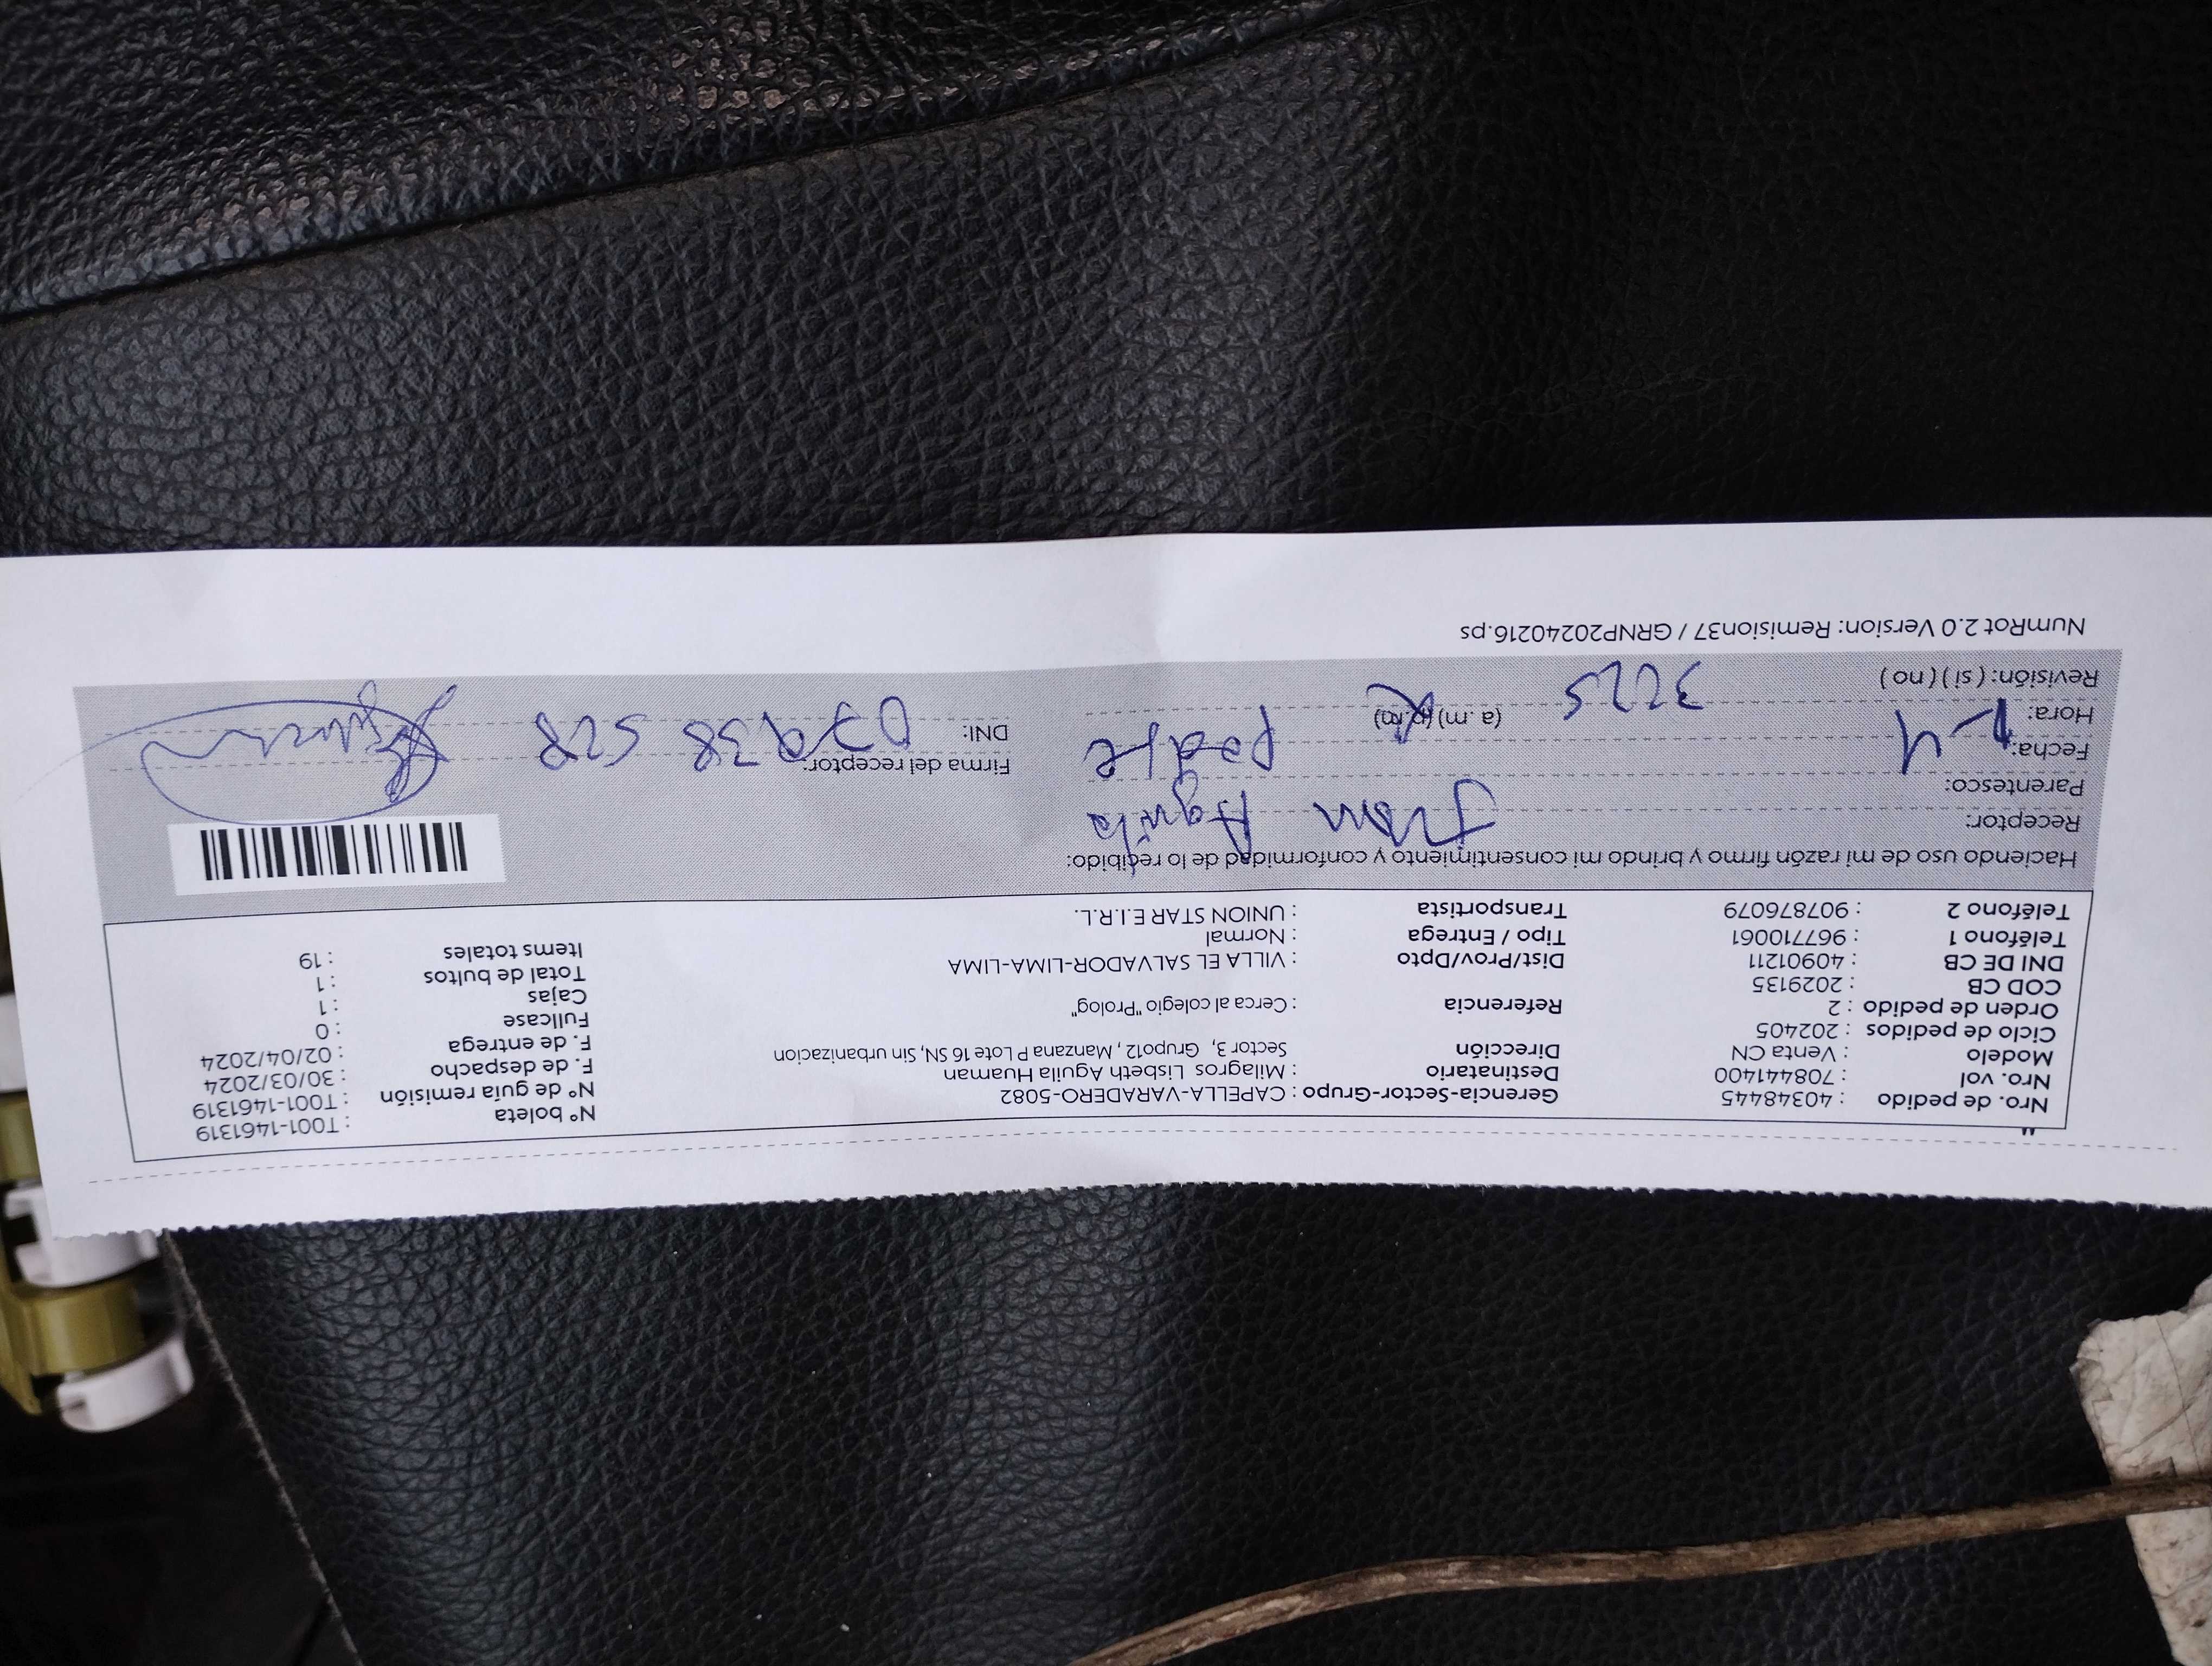 Nro. de pedido : 40348445 Gerencia-Sector-Grupo : CAPELLA-VARADERO-5082 N° boleta : T001-1461319
Nro. vol : 708441400 Destinatario : Milagros Lisbeth Aguila Huaman N° de guía remisión : T001-1461319
Modelo : Venta CN Dirección Sector 3, Grupo12 , Manzana P Lote 16 SN, Sin urbanizacion F. de despacho : 30/03/2024
Ciclo de pedidos : 202405 F. de entrega : 02/04/2024
Orden de pedido : 2 Referencia : Cerca al colegio "Prolog" Fullcase : 0
COD CB : 2029135 Cajas : 1
DNI DE CB : 40901211 Dist/Prov/Dpto : VILLA EL SALVADOR-LIMA-LIMA Total de bultos : 1
Teléfono 1 : 967710061 Tipo / Entrega : Normal Items totales : 19
Teléfono 2 : 907876079 Transportista : UNION STAR E.I.R.L.
Haciendo uso de mi razón firmo y brindo mi consentimiento y conformidad de lo recibido:
Receptor: Juan Aguila
Parentesco: padre
Fecha: Firma del receptor:
Hora: (a .m) (p.m) DNI:
Revisión: ( si ) ( no )
NumRot 2.0 Version: Remision37 / GRNP20240216.ps